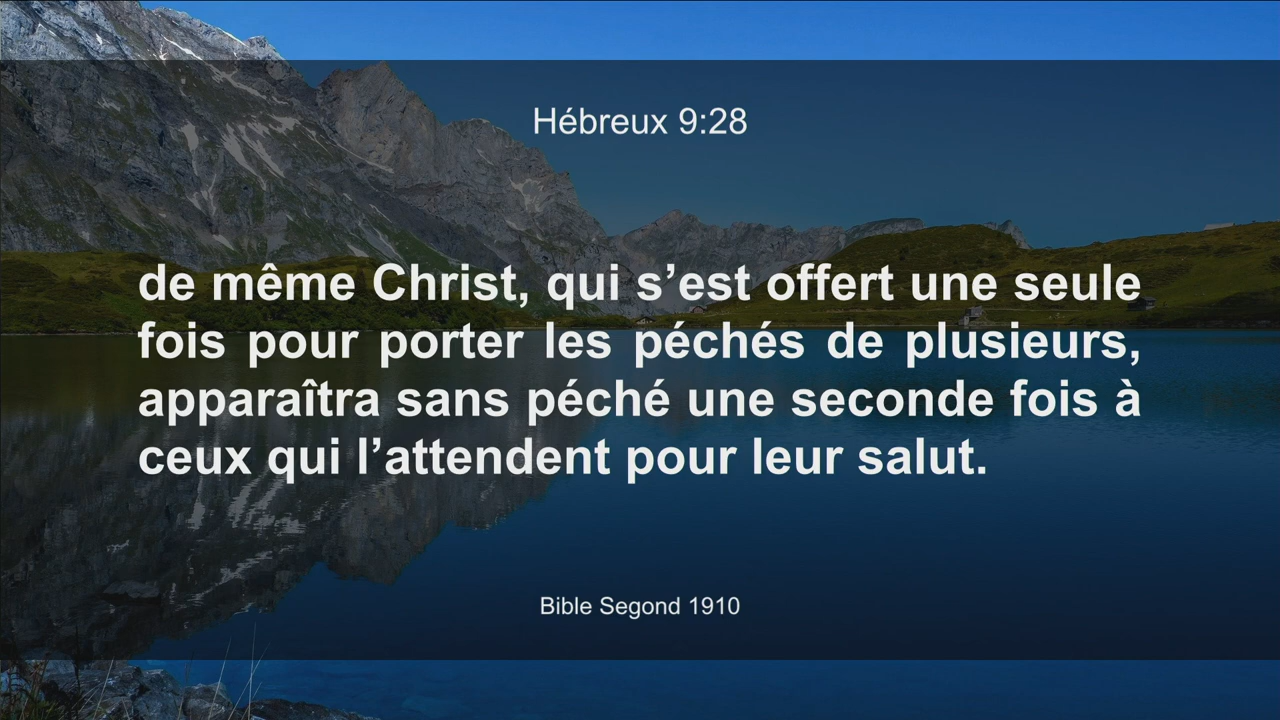 Hébreux 9:28
de même Christ, qui s’est offert une seule
fois pour porter les péchés de plusieurs,
apparaîtra sans péché une seconde fois à
ceux qui l’attendent pour leur salut.
Bible Segond 1910